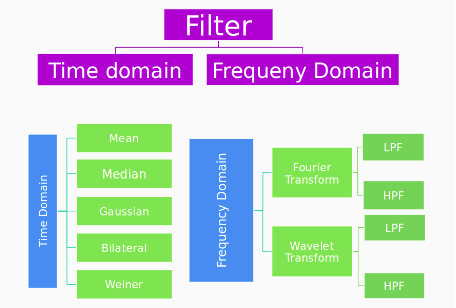 Filter
Time domain
Frequeny Domain
Time Domain
Mean
Median
Gaussian
Bilateral
Weiner
Frequency Domain
Fourier
Transform
LPF
HPF
Wavelet
Transform
LPF
HPF